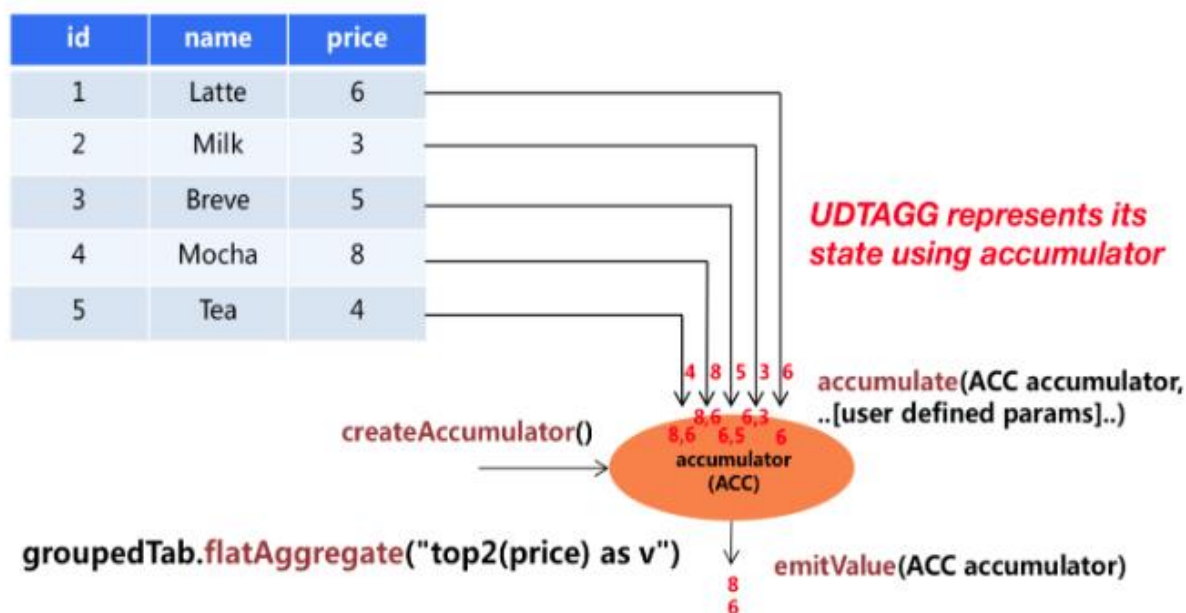 id name price
1 Latte 6
2 Milk 3
3 Breve 5
4 Mocha 8
5 Tea 4
UDTAGG represents its
state using accumulator
4 8 5 3 6
accumulate(ACC accumulator,
..[user defined params]..)
createAccumulator()
8,6 6,3
8,6 6,5 6
accumulator
(ACC)
groupedTab.flatAggregate("top2(price) as v")
emitValue(ACC accumulator)
8
6